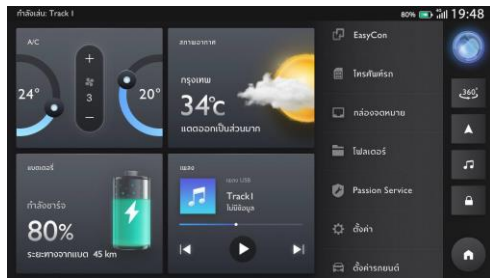 กำลังเล่น: Track 1
80%
19:48
A/C
24°
+
3
−
20°
สภาพอากาศ
กรุงเทพ
34°c
แดดออกเป็นส่วนมาก
แบตเตอรี่
กำลังชาร์จ
80%
ระยะทางจากแบต 45 km
เพลง
เพลง USB
Track1
ไม่มีข้อมูล
EasyCon
โทรศัพท์รถ
กล่องจดหมาย
โฟลเดอร์
Passion Service
ตั้งค่า
ตั้งค่ารถยนต์
360°